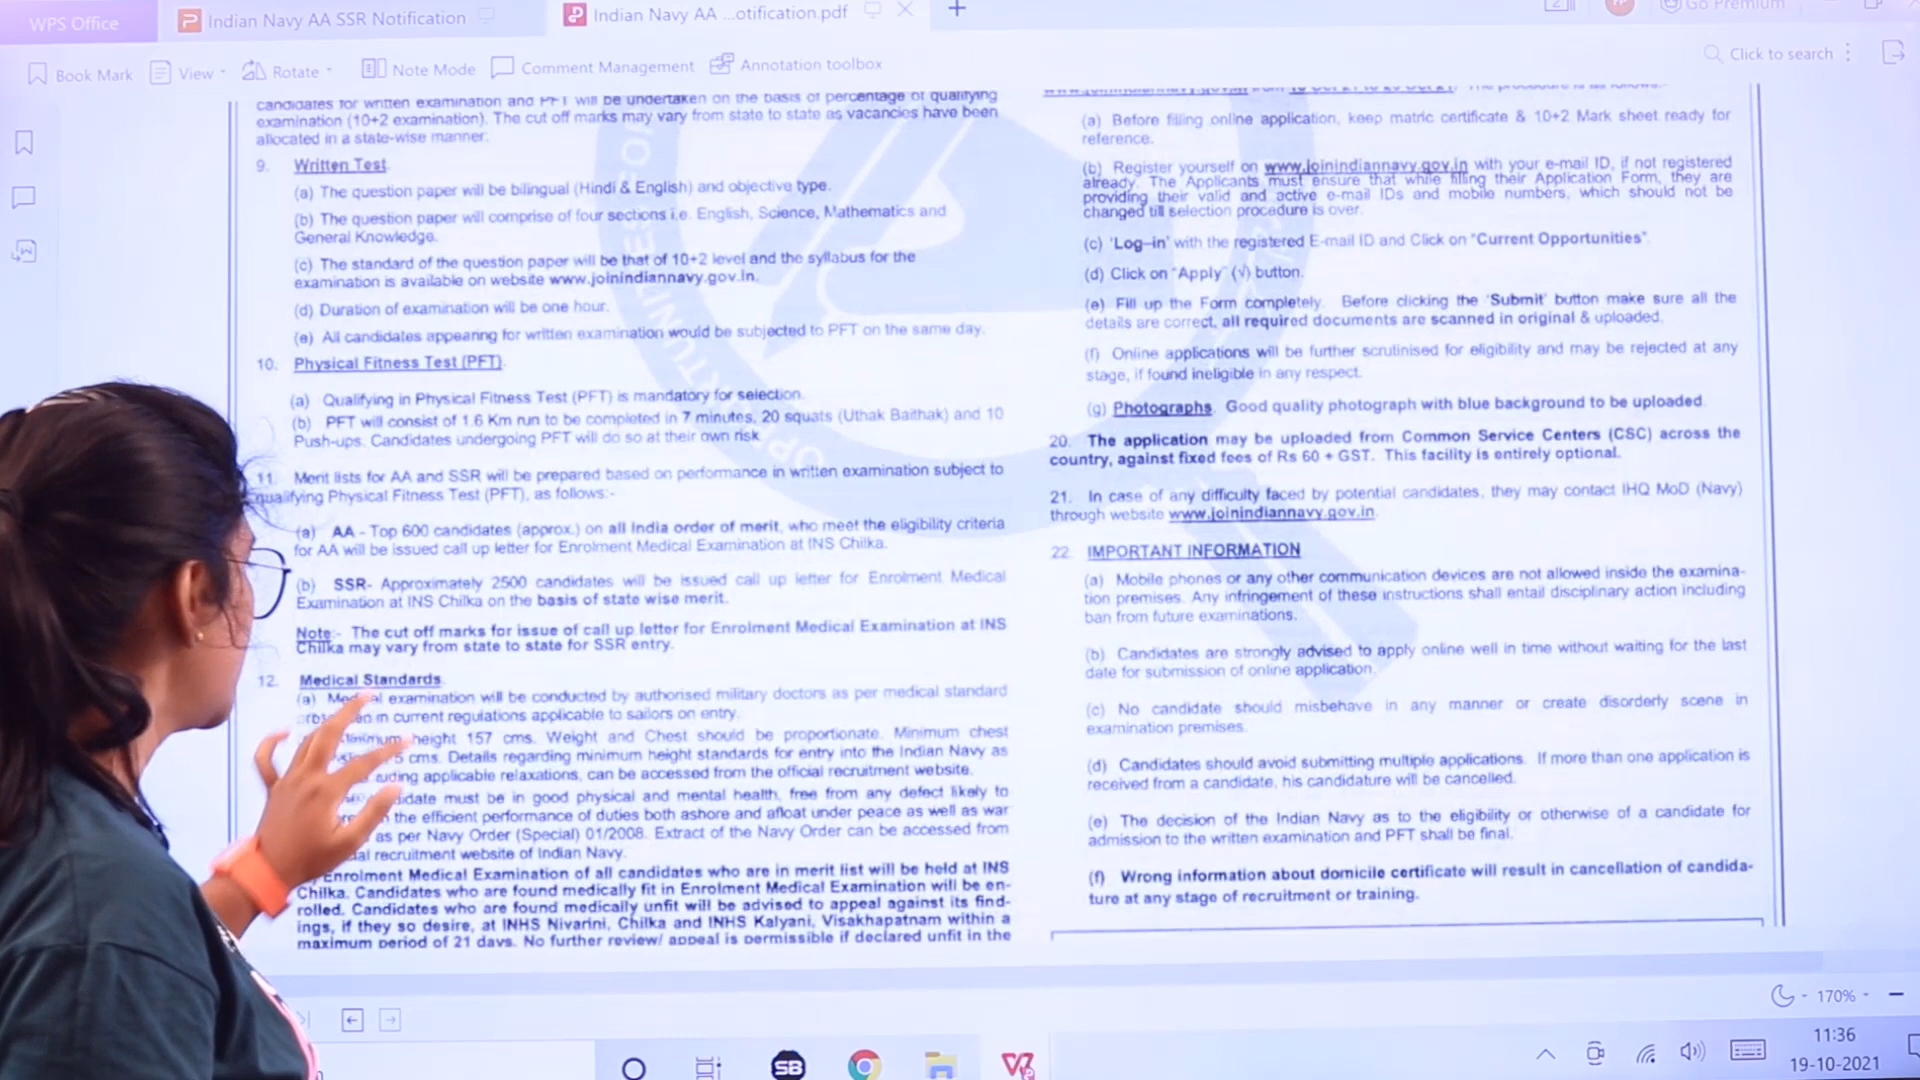 WPS Office
Indian Navy AA SSR Notification
Indian Navy AA ...otification.pdf
Go Premium
Book Mark
View
Rotate
Note Mode
Comment Management
Annotation toolbox
Click to search
candidates for written examination and PFT will be undertaken on the basis of percentage of qualifying
examination (10+2 examination). The cut off marks may vary from state to state as vacancies have been
allocated in a state-wise manner.
9. Written Test.
(a) The question paper will be bilingual (Hindi & English) and objective type.
(b) The question paper will comprise of four sections i.e. English, Science, Mathematics and
General Knowledge.
(c) The standard of the question paper will be that of 10+2 level and the syllabus for the
examination is available on website www.joinindiannavy.gov.in.
(d) Duration of examination will be one hour.
(e) All candidates appearing for written examination would be subjected to PFT on the same day.
10. Physical Fitness Test (PFT).
(a) Qualifying in Physical Fitness Test (PFT) is mandatory for selection.
(b) PFT will consist of 1.6 Km run to be completed in 7 minutes, 20 squats (Uthak Baithak) and 10
Push-ups. Candidates undergoing PFT will do so at their own risk.
11. Merit lists for AA and SSR will be prepared based on performance in written examination subject to
qualifying Physical Fitness Test (PFT), as follows:-
(a) AA - Top 600 candidates (approx.) on all India order of merit, who meet the eligibility criteria
for AA will be issued call up letter for Enrolment Medical Examination at INS Chilka.
(b) SSR- Approximately 2500 candidates will be issued call up letter for Enrolment Medical
Examination at INS Chilka on the basis of state wise merit.
Note:- The cut off marks for issue of call up letter for Enrolment Medical Examination at INS
Chilka may vary from state to state for SSR entry.
12. Medical Standards.
(a) Medical examination will be conducted by authorised military doctors as per medical standard
in current regulations applicable to sailors on entry.
height 157 cms. Weight and Chest should be proportionate. Minimum chest
5 cms. Details regarding minimum height standards for entry into the Indian Navy as
applicable relaxations, can be accessed from the official recruitment website.
must be in good physical and mental health, free from any defect likely to
the efficient performance of duties both ashore and afloat under peace as well as war
as per Navy Order (Special) 01/2008. Extract of the Navy Order can be accessed from
recruitment website of Indian Navy.
Enrolment Medical Examination of all candidates who are in merit list will be held at INS
Chilka. Candidates who are found medically fit in Enrolment Medical Examination will be en-
rolled. Candidates who are found medically unfit will be advised to appeal against its find-
ings, if they so desire, at INHS Nivarini, Chilka and INHS Kalyani, Visakhapatnam within a
maximum period of 21 days. No further review/ appeal is permissible if declared unfit in the
(a) Before filling online application, keep matric certificate & 10+2 Mark sheet ready for
reference.
(b) Register yourself on www.joinindiannavy.gov.in with your e-mail ID, if not registered
already. The Applicants must ensure that while filling their Application Form, they are
providing their valid and active e-mail IDs and mobile numbers, which should not be
changed till selection procedure is over.
(c) 'Log-in' with the registered E-mail ID and Click on "Current Opportunities".
(d) Click on "Apply" (√) button.
(e) Fill up the Form completely. Before clicking the 'Submit' button make sure all the
details are correct, all required documents are scanned in original & uploaded.
(f) Online applications will be further scrutinised for eligibility and may be rejected at any
stage, if found ineligible in any respect.
(g) Photographs. Good quality photograph with blue background to be uploaded.
20. The application may be uploaded from Common Service Centers (CSC) across the
country, against fixed fees of Rs 60 + GST. This facility is entirely optional.
21. In case of any difficulty faced by potential candidates, they may contact IHQ MoD (Navy)
through website www.joinindiannavy.gov.in.
22. IMPORTANT INFORMATION
(a) Mobile phones or any other communication devices are not allowed inside the examina-
tion premises. Any infringement of these instructions shall entail disciplinary action including
ban from future examinations.
(b) Candidates are strongly advised to apply online well in time without waiting for the last
date for submission of online application.
(c) No candidate should misbehave in any manner or create disorderly scene in
examination premises.
(d) Candidates should avoid submitting multiple applications. If more than one application is
received from a candidate, his candidature will be cancelled.
(e) The decision of the Indian Navy as to the eligibility or otherwise of a candidate for
admission to the written examination and PFT shall be final.
(f) Wrong information about domicile certificate will result in cancellation of candida-
ture at any stage of recruitment or training.
170%
SB
11:36
19-10-2021